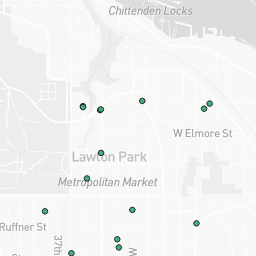 Chittenden Locks
W Elmore St
Lawton Park
Metropolitan Market
Ruffner St
37th
W